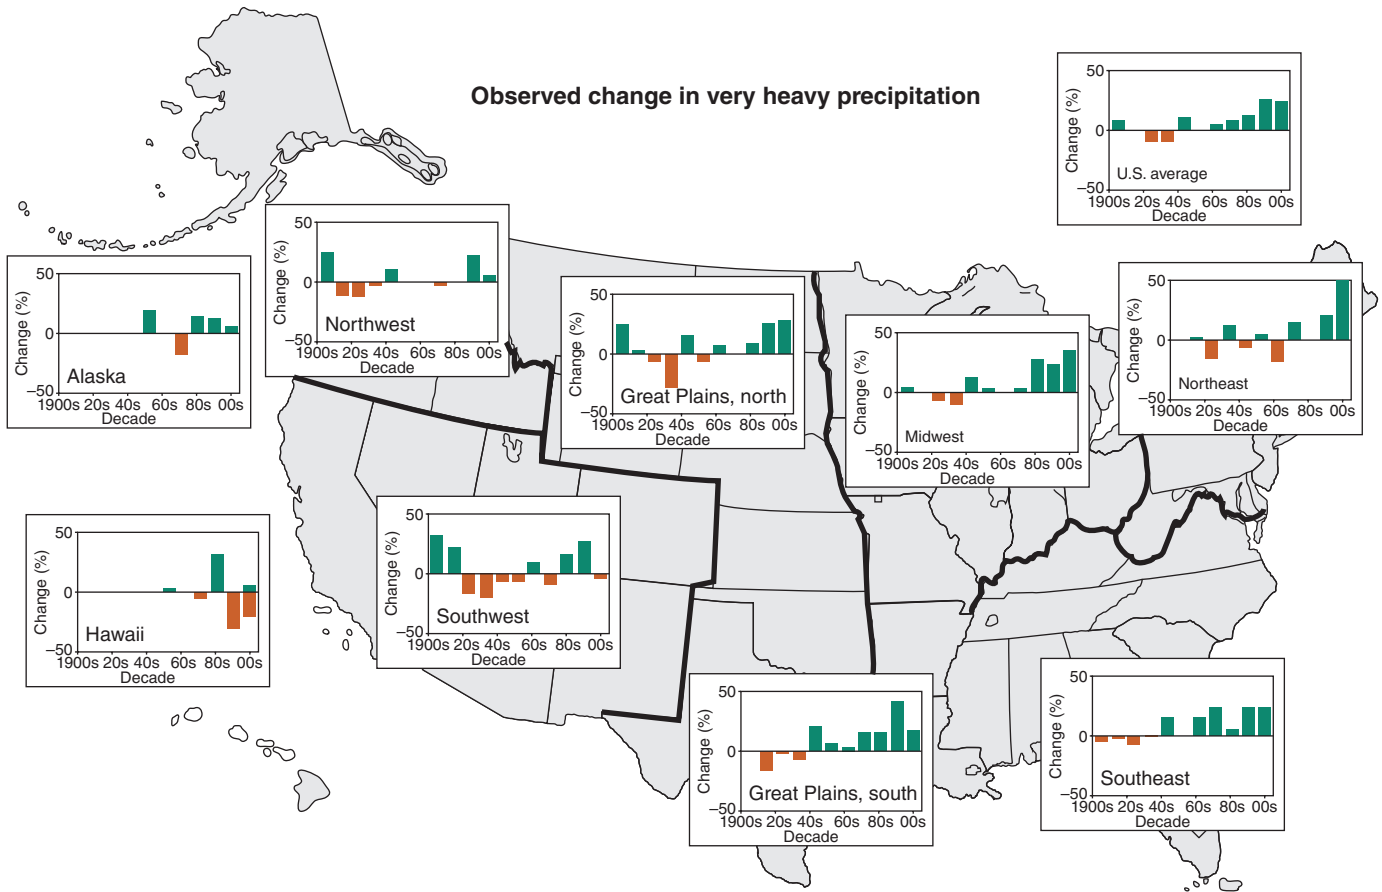 Observed change in very heavy precipitation
50
0
–50
Change (%)
U.S. average
1900s 20s 40s 60s 80s 00s
Decade
50
0
–50
Change (%)
Northwest
1900s 20s 40s 60s 80s 00s
Decade
50
0
–50
Change (%)
Alaska
1900s 20s 40s 60s 80s 00s
Decade
50
0
–50
Change (%)
Great Plains, north
1900s 20s 40s 60s 80s 00s
Decade
50
0
–50
Change (%)
Midwest
1900s 20s 40s 60s 80s 00s
Decade
50
0
–50
Change (%)
Northeast
1900s 20s 40s 60s 80s 00s
Decade
50
0
–50
Change (%)
Hawaii
1900s 20s 40s 60s 80s 00s
Decade
50
0
–50
Change (%)
Southwest
1900s 20s 40s 60s 80s 00s
Decade
50
0
–50
Change (%)
Great Plains, south
1900s 20s 40s 60s 80s 00s
Decade
50
0
–50
Change (%)
Southeast
1900s 20s 40s 60s 80s 00s
Decade